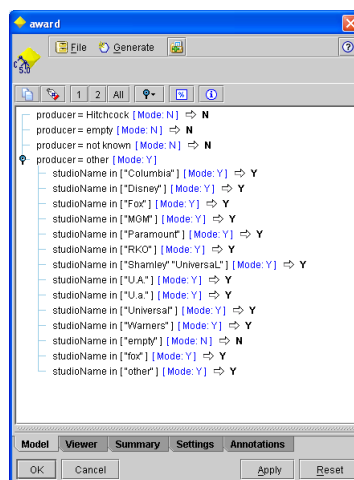 award
File Generate
C 5.0
1 2 All %
producer = Hitchcock [Mode: N] ⇨ N
producer = empty [Mode: N] ⇨ N
producer = not known [Mode: N] ⇨ N
producer = other [Mode: Y]
studioName in ["Columbia"] [Mode: Y] ⇨ Y
studioName in ["Disney"] [Mode: Y] ⇨ Y
studioName in ["Fox"] [Mode: Y] ⇨ Y
studioName in ["MGM"] [Mode: Y] ⇨ Y
studioName in ["Paramount"] [Mode: Y] ⇨ Y
studioName in ["RKO"] [Mode: Y] ⇨ Y
studioName in ["Shamley" "UniversaL"] [Mode: Y] ⇨ Y
studioName in ["U.A."] [Mode: Y] ⇨ Y
studioName in ["U.a."] [Mode: Y] ⇨ Y
studioName in ["Universal"] [Mode: Y] ⇨ Y
studioName in ["Warners"] [Mode: Y] ⇨ Y
studioName in ["empty"] [Mode: N] ⇨ N
studioName in ["fox"] [Mode: Y] ⇨ Y
studioName in ["other"] [Mode: Y] ⇨ Y
Model Viewer Summary Settings Annotations
OK Cancel Apply Reset